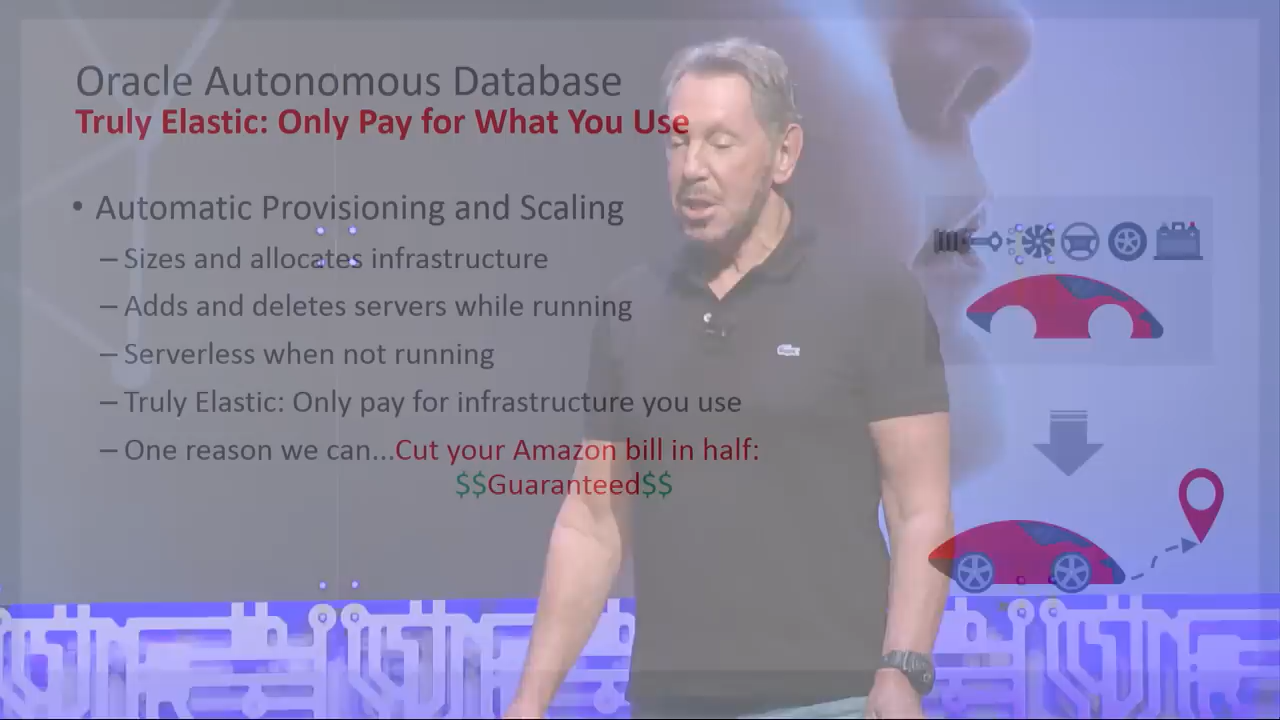 Oracle Autonomous Database
Truly Elastic: Only Pay for What You Use
• Automatic Provisioning and Scaling
– Sizes and allocates infrastructure
– Adds and deletes servers while running
– Serverless when not running
– Truly Elastic: Only pay for infrastructure you use
– One reason we can...Cut your Amazon bill in half:
$$Guaranteed$$